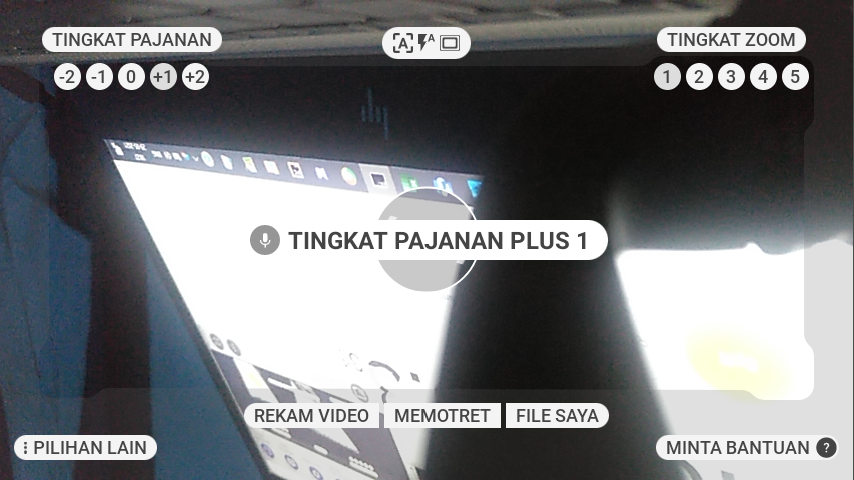 TINGKAT PAJANAN
A
A
TINGKAT ZOOM
-2 -1 0 +1 +2
1 2 3 4 5
TINGKAT PAJANAN PLUS 1
REKAM VIDEO
MEMOTRET
FILE SAYA
PILIHAN LAIN
MINTA BANTUAN ?